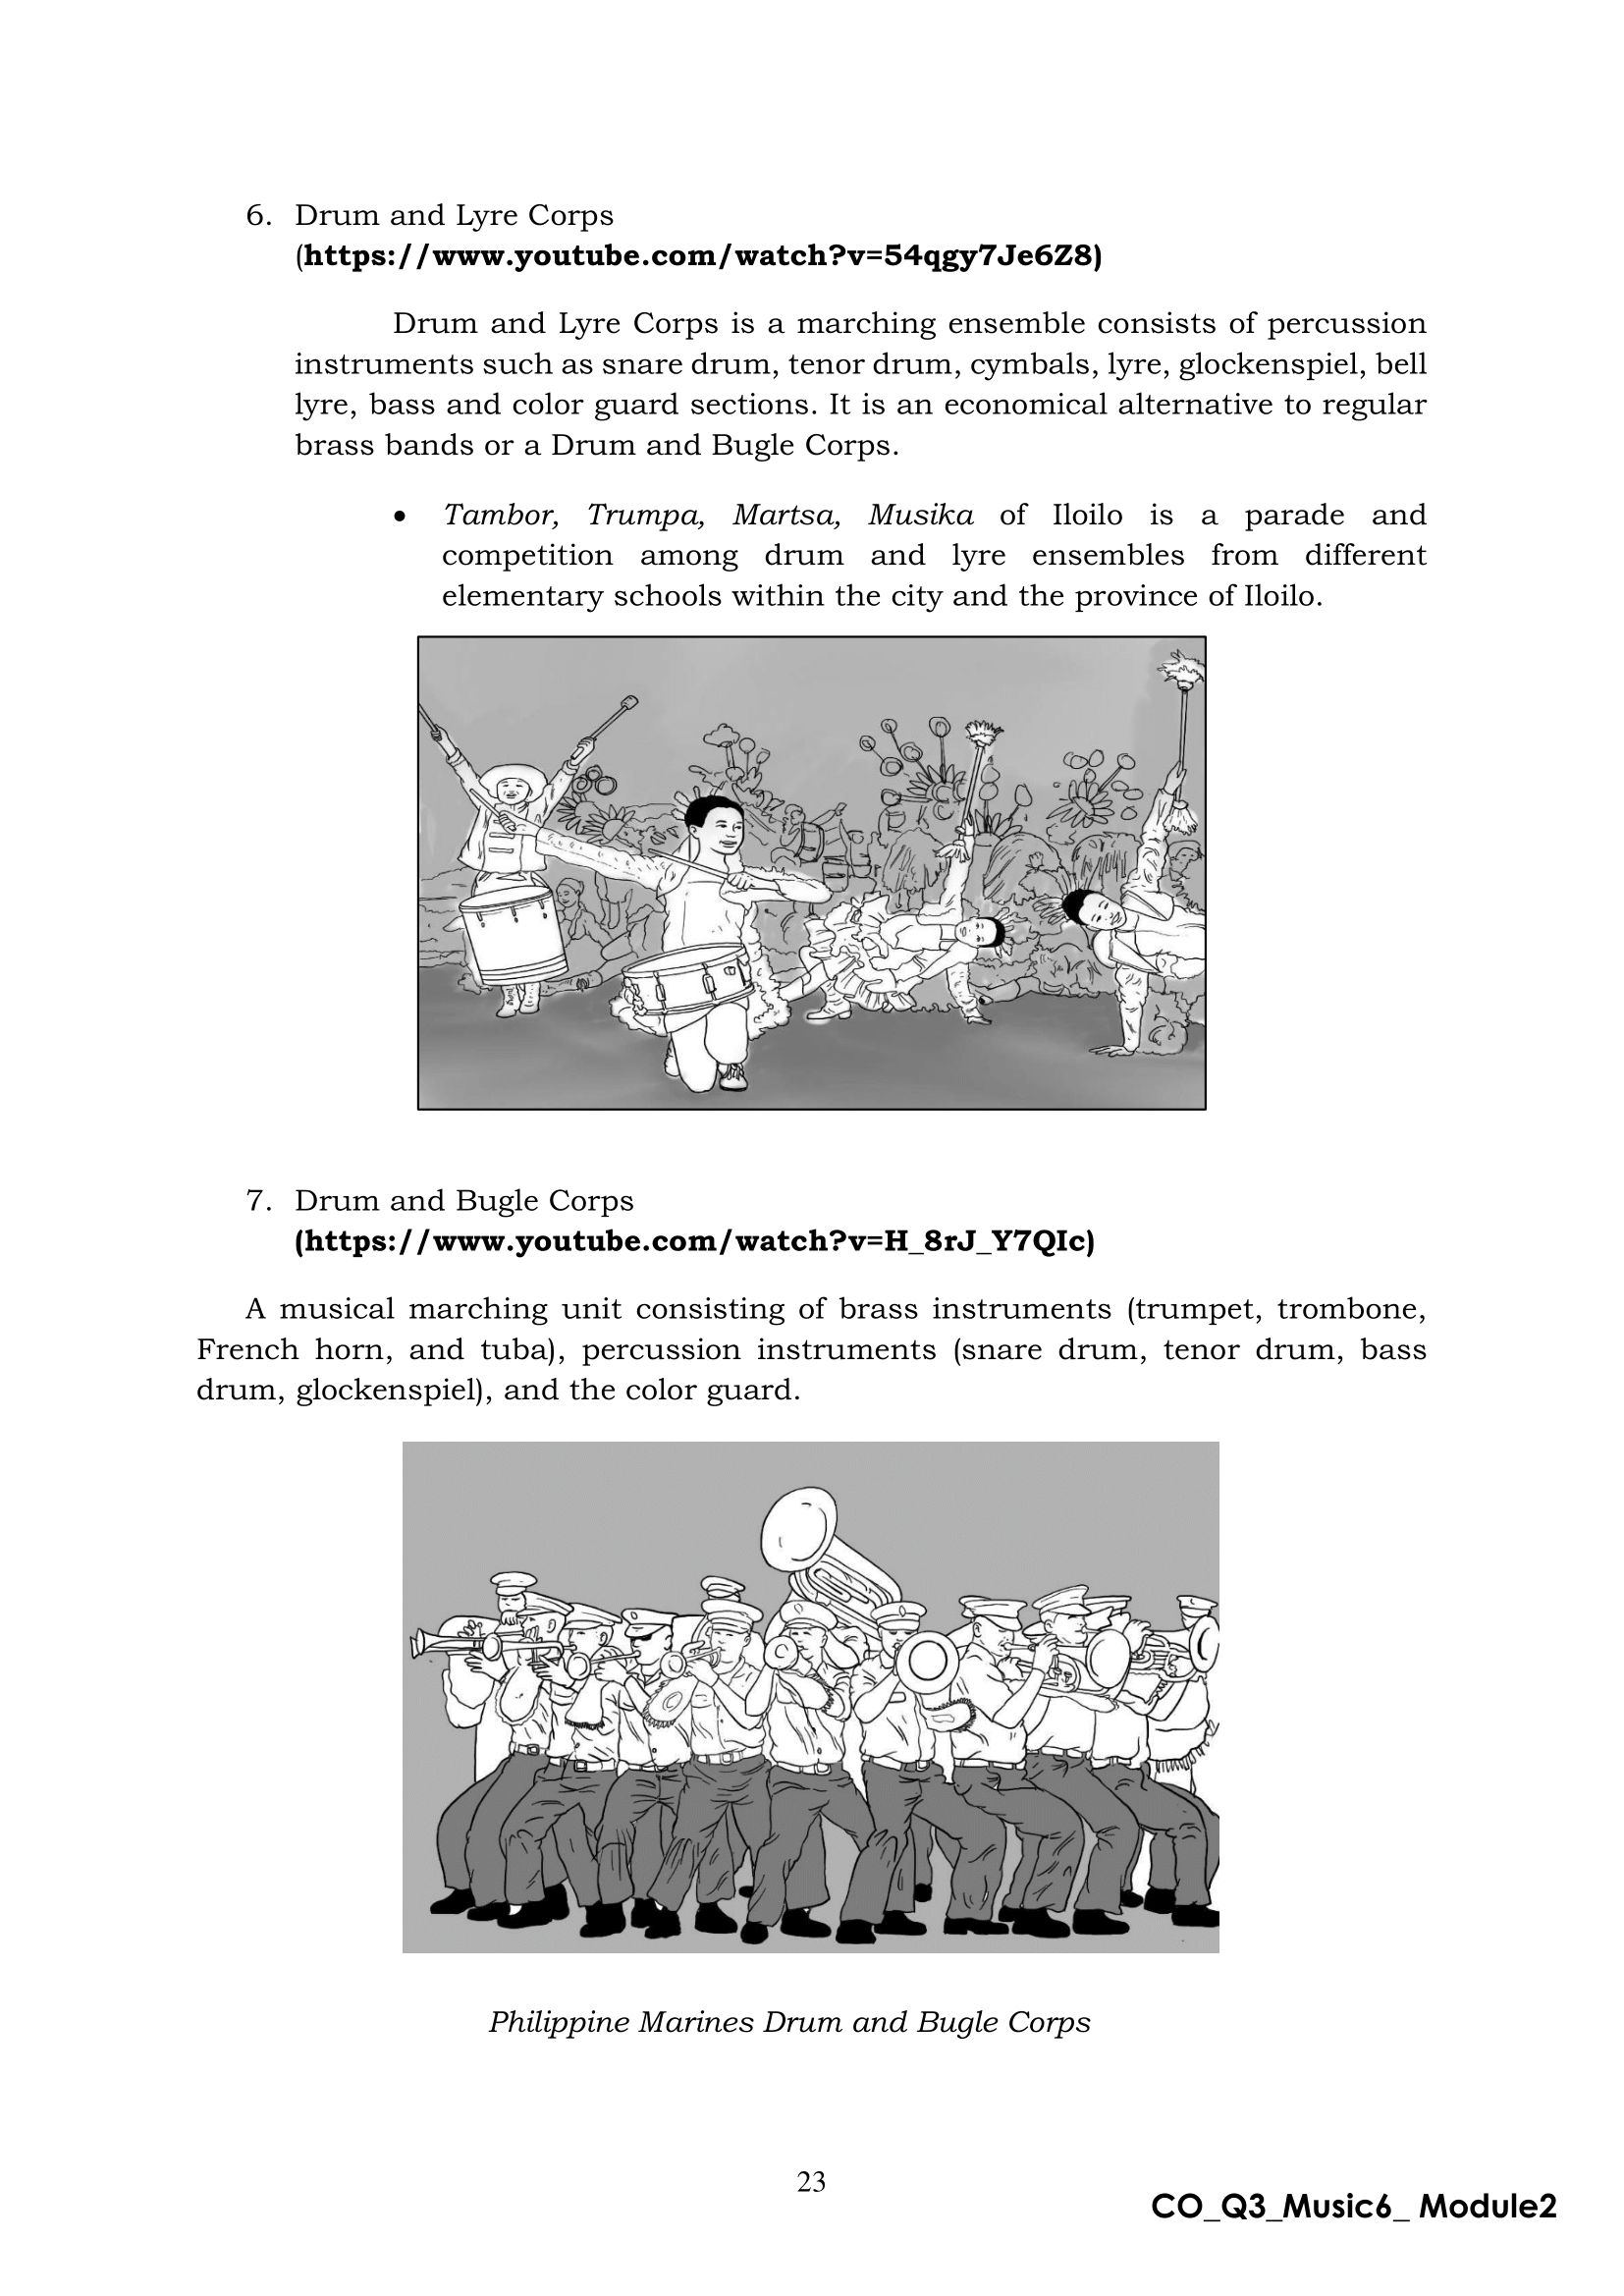 6. Drum and Lyre Corps
(https://www.youtube.com/watch?v=54qgy7Je6Z8)
Drum and Lyre Corps is a marching ensemble consists of percussion
instruments such as snare drum, tenor drum, cymbals, lyre, glockenspiel, bell
lyre, bass and color guard sections. It is an economical alternative to regular
brass bands or a Drum and Bugle Corps.
• Tambor, Trumpa, Martsa, Musika of Iloilo is a parade and
competition among drum and lyre ensembles from different
elementary schools within the city and the province of Iloilo.
7. Drum and Bugle Corps
(https://www.youtube.com/watch?v=H_8rJ_Y7QIc)
A musical marching unit consisting of brass instruments (trumpet, trombone,
French horn, and tuba), percussion instruments (snare drum, tenor drum, bass
drum, glockenspiel), and the color guard.
Philippine Marines Drum and Bugle Corps
23
CO_Q3_Music6_ Module2